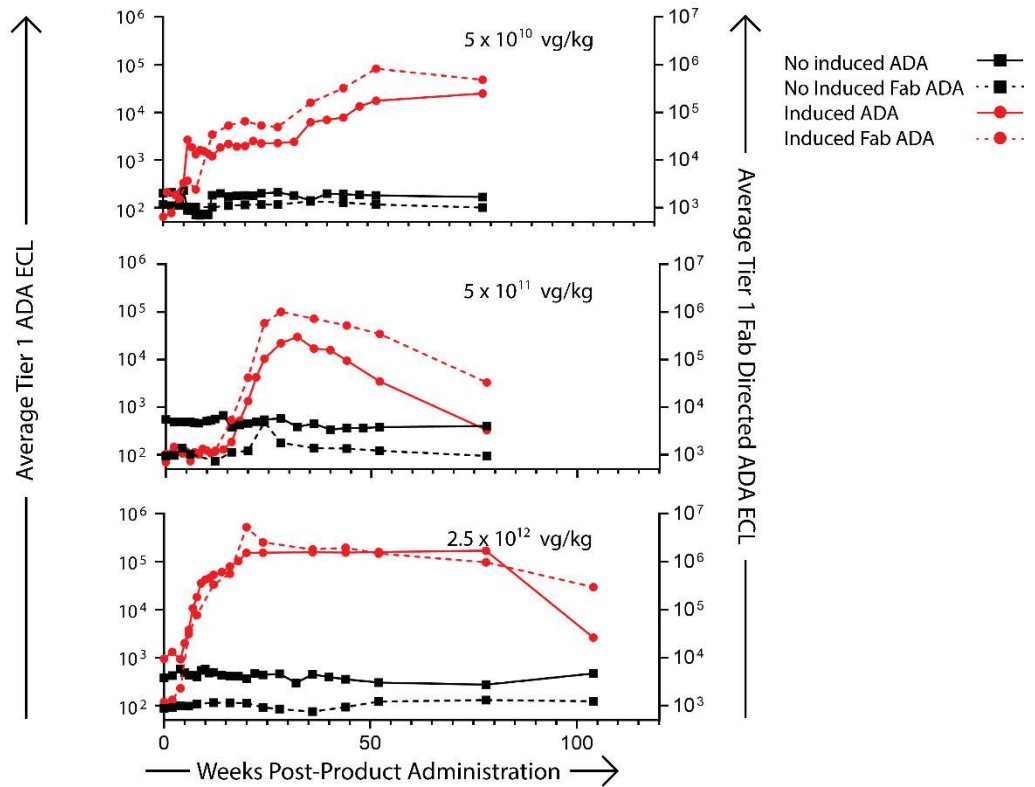 Average Tier 1 ADA ECL
10⁶
10⁵
10⁴
10³
10²
5 x 10¹⁰ vg/kg
10⁷
10⁶
10⁵
10⁴
10³
10⁶
10⁵
10⁴
10³
10²
5 x 10¹¹ vg/kg
10⁷
10⁶
10⁵
10⁴
10³
10⁶
10⁵
10⁴
10³
10²
2.5 x 10¹² vg/kg
10⁷
10⁶
10⁵
10⁴
10³
0 50 100
Weeks Post-Product Administration
Average Tier 1 Fab Directed ADA ECL
No induced ADA
No Induced Fab ADA
Induced ADA
Induced Fab ADA